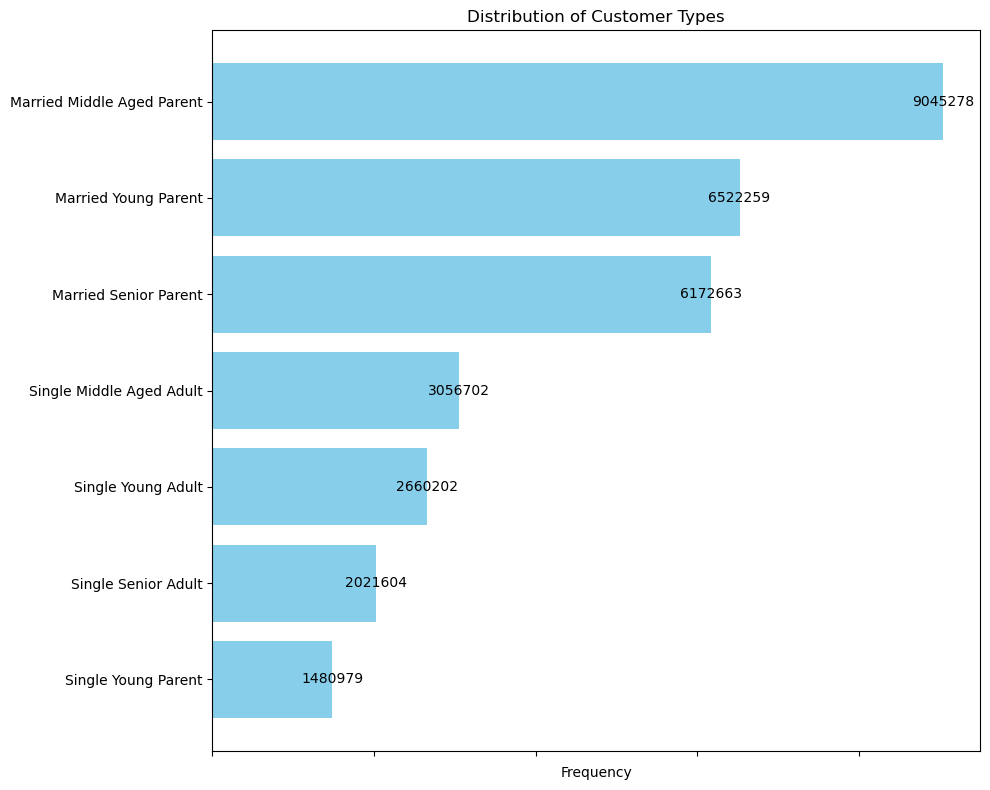 Distribution of Customer Types
Married Middle Aged Parent
9045278
Married Young Parent
6522259
Married Senior Parent
6172663
Single Middle Aged Adult
3056702
Single Young Adult
2660202
Single Senior Adult
2021604
Single Young Parent
1480979
Frequency